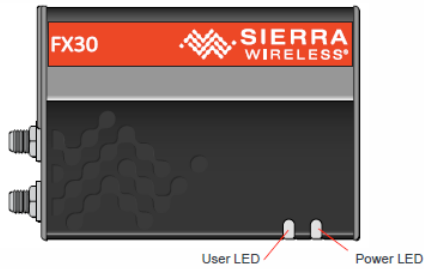 FX30
SIERRA
WIRELESS®
User LED
Power LED